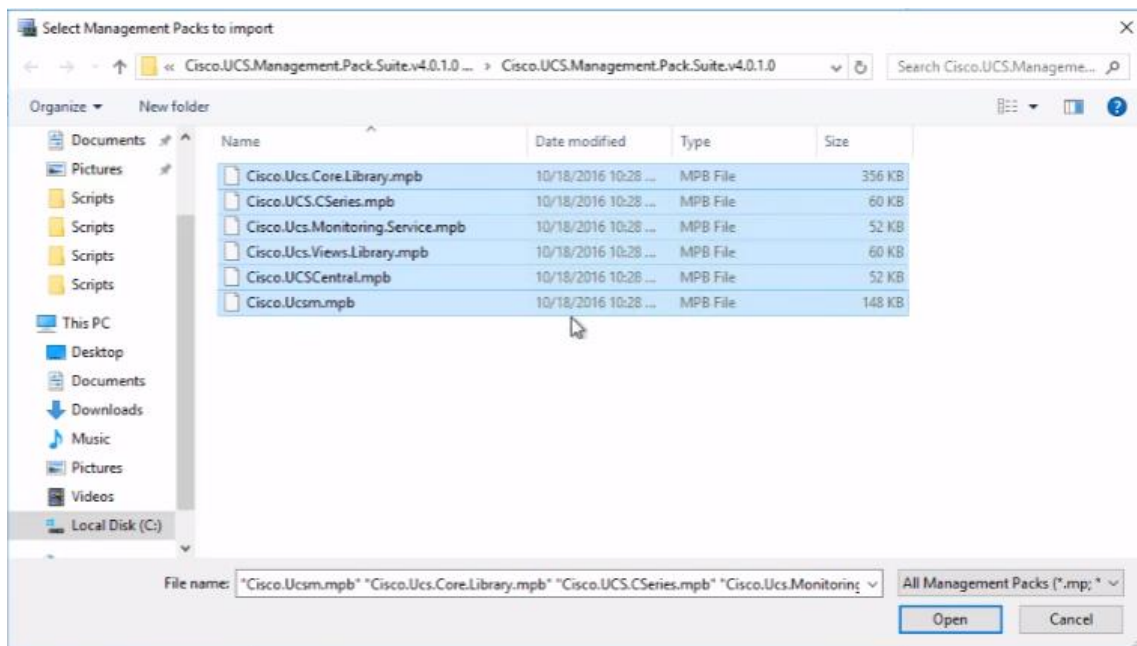 Select Management Packs to import
« Cisco.UCS.Management.Pack.Suite.v4.0.1.0 ... › Cisco.UCS.Management.Pack.Suite.v4.0.1.0 Search Cisco.UCS.Manageme...
Organize New folder
Documents
Pictures
Scripts
Scripts
Scripts
Scripts
This PC
Desktop
Documents
Downloads
Music
Pictures
Videos
Local Disk (C:)
Name Date modified Type Size
Cisco.Ucs.Core.Library.mpb 10/18/2016 10:28 ... MPB File 356 KB
Cisco.UCS.CSeries.mpb 10/18/2016 10:28 ... MPB File 60 KB
Cisco.Ucs.Monitoring.Service.mpb 10/18/2016 10:28 ... MPB File 52 KB
Cisco.Ucs.Views.Library.mpb 10/18/2016 10:28 ... MPB File 60 KB
Cisco.UCSCentral.mpb 10/18/2016 10:28 ... MPB File 52 KB
Cisco.Ucsm.mpb 10/18/2016 10:28 ... MPB File 148 KB
File name: "Cisco.Ucsm.mpb" "Cisco.Ucs.Core.Library.mpb" "Cisco.UCS.CSeries.mpb" "Cisco.Ucs.Monitoring All Management Packs (*.mp; *
Open Cancel